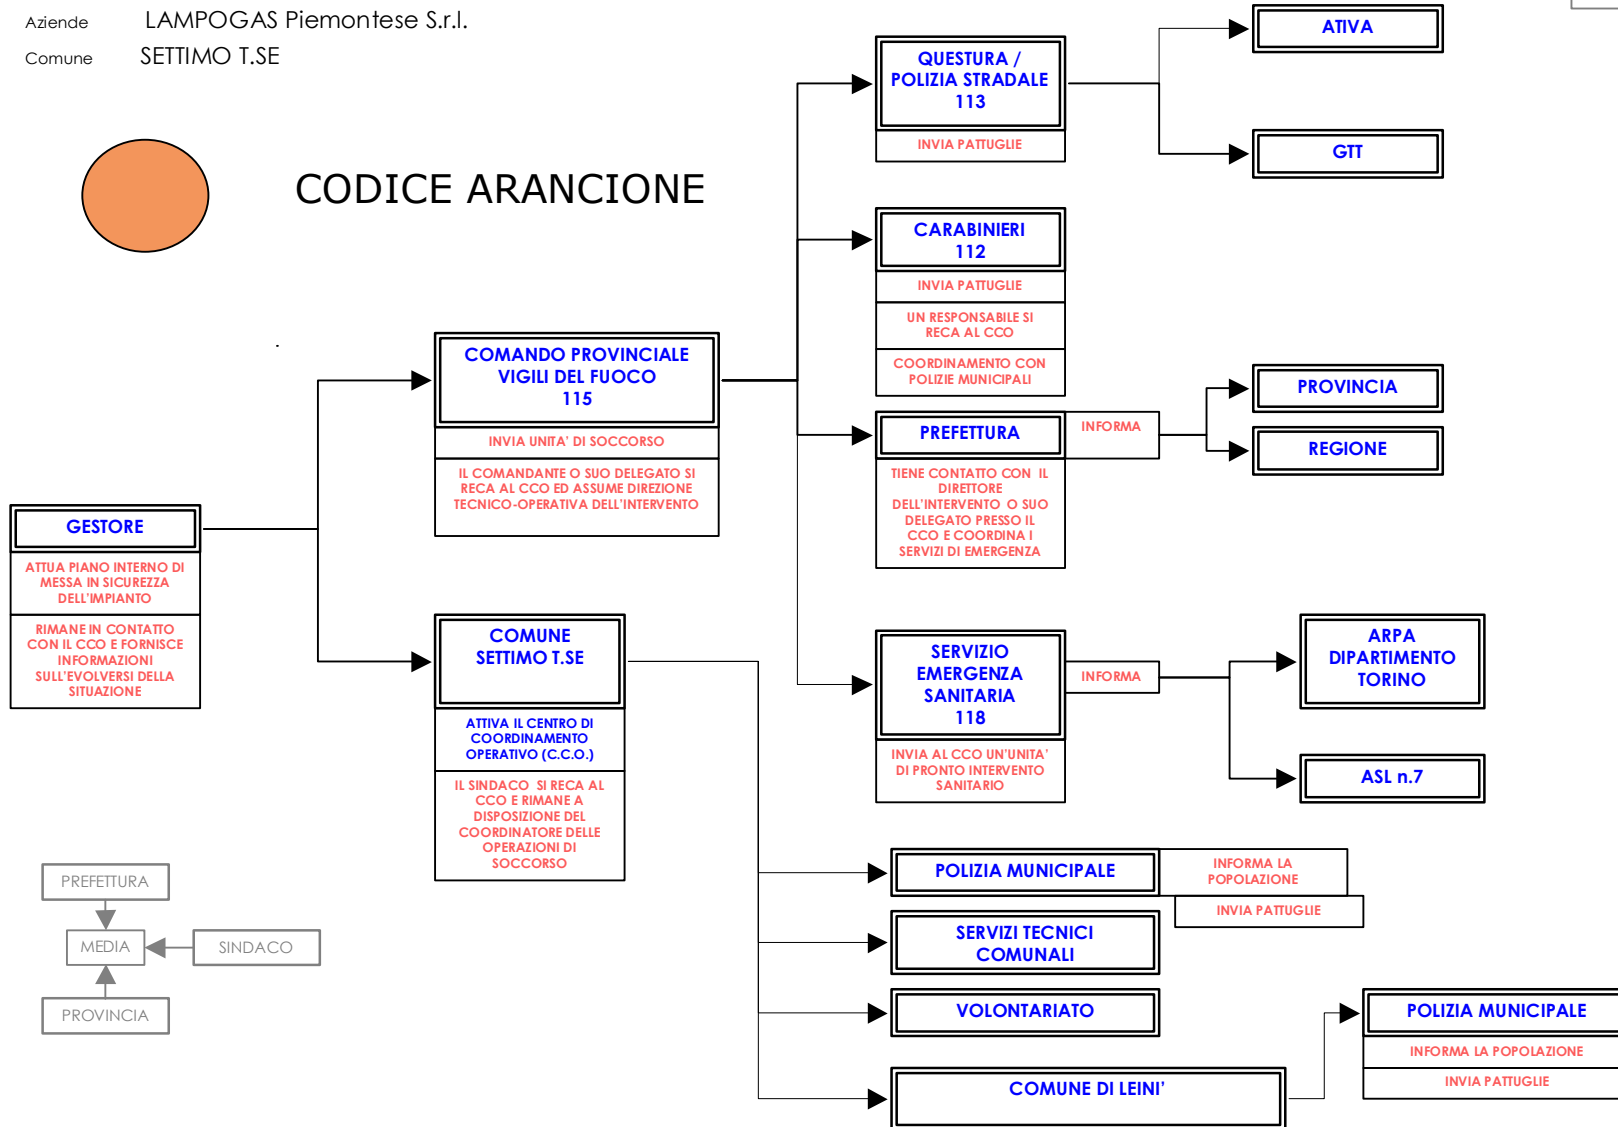 Aziende LAMPOGAS Piemontese S.r.l.
Comune SETTIMO T.SE
CODICE ARANCIONE
.
GESTORE
ATTUA PIANO INTERNO DI
MESSA IN SICUREZZA
DELL'IMPIANTO
RIMANE IN CONTATTO
CON IL CCO E FORNISCE
INFORMAZIONI
SULL'EVOLVERSI DELLA
SITUAZIONE
COMANDO PROVINCIALE
VIGILI DEL FUOCO
115
INVIA UNITA' DI SOCCORSO
IL COMANDANTE O SUO DELEGATO SI
RECA AL CCO ED ASSUME DIREZIONE
TECNICO-OPERATIVA DELL'INTERVENTO
COMUNE
SETTIMO T.SE
ATTIVA IL CENTRO DI
COORDINAMENTO
OPERATIVO (C.C.O.)
IL SINDACO SI RECA AL
CCO E RIMANE A
DISPOSIZIONE DEL
COORDINATORE DELLE
OPERAZIONI DI
SOCCORSO
QUESTURA /
POLIZIA STRADALE
113
INVIA PATTUGLIE
ATIVA
GTT
CARABINIERI
112
INVIA PATTUGLIE
UN RESPONSABILE SI
RECA AL CCO
COORDINAMENTO CON
POLIZIE MUNICIPALI
PREFETTURA
INFORMA
TIENE CONTATTO CON IL
DIRETTORE
DELL'INTERVENTO O SUO
DELEGATO PRESSO IL
CCO E COORDINA I
SERVIZI DI EMERGENZA
PROVINCIA
REGIONE
SERVIZIO
EMERGENZA
SANITARIA
118
INFORMA
INVIA AL CCO UN'UNITA'
DI PRONTO INTERVENTO
SANITARIO
ARPA
DIPARTIMENTO
TORINO
ASL n.7
POLIZIA MUNICIPALE
INFORMA LA
POPOLAZIONE
INVIA PATTUGLIE
SERVIZI TECNICI
COMUNALI
VOLONTARIATO
COMUNE DI LEINI'
POLIZIA MUNICIPALE
INFORMA LA POPOLAZIONE
INVIA PATTUGLIE
PREFETTURA
MEDIA
SINDACO
PROVINCIA